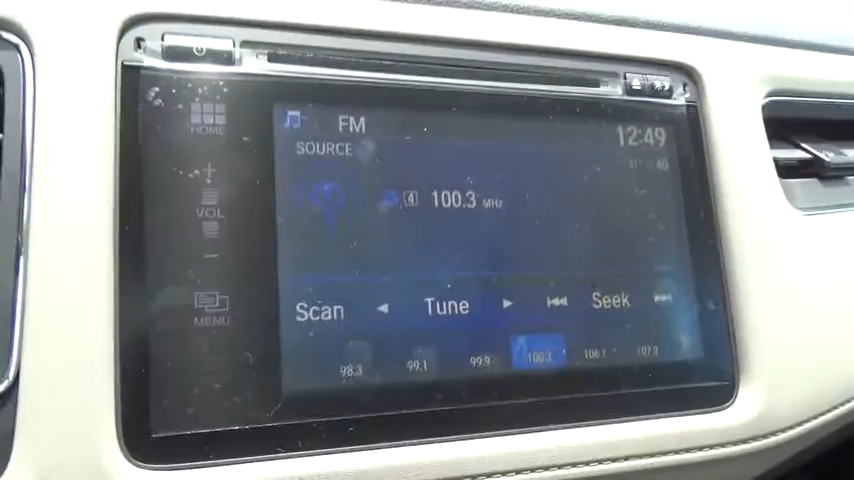 HOME
VOL
MENU
FM
SOURCE
12:49
4 100.3 MHz
Scan Tune Seek
98.3 99.1 99.9 100.3 106.1 107.3